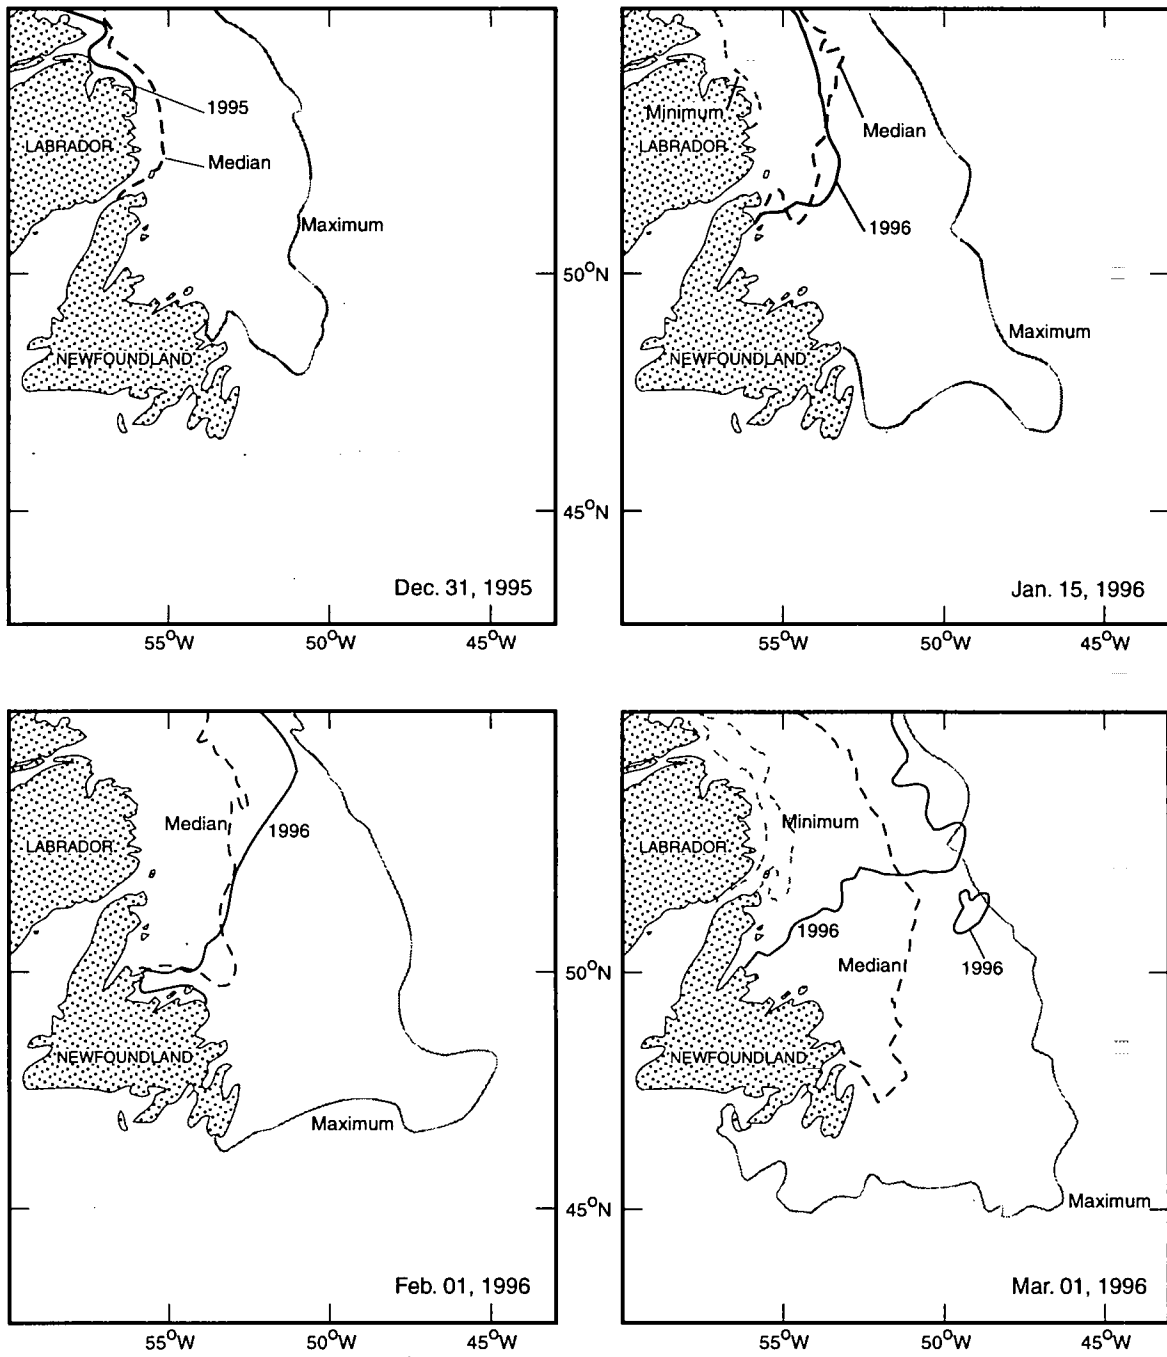 1995
LABRADOR
Median
Maximum
50°N
NEWFOUNDLAND
45°N
Dec. 31, 1995
55°W
50°W
45°W
Minimum
Median
LABRADOR
1996
Maximum
NEWFOUNDLAND
Jan. 15, 1996
55°W
50°W
45°W
Median
1996
LABRADOR
50°N
NEWFOUNDLAND
Maximum
45°N
Feb. 01, 1996
55°W
50°W
45°W
Minimum
LABRADOR
1996
Median
1996
NEWFOUNDLAND
Maximum
Mar. 01, 1996
55°W
50°W
45°W